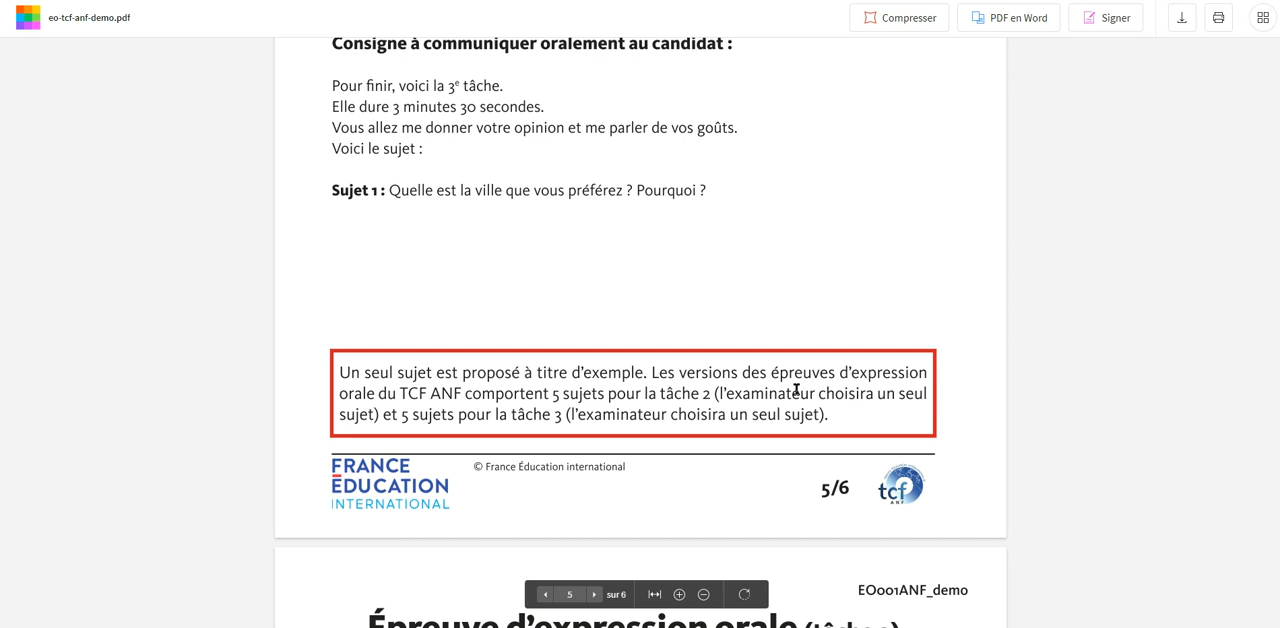 eo-tcf-anf-demo.pdf
Compresser
PDF en Word
Signer
Consigne à communiquer oralement au candidat :
Pour finir, voici la 3e tâche.
Elle dure 3 minutes 30 secondes.
Vous allez me donner votre opinion et me parler de vos goûts.
Voici le sujet :
Sujet 1 : Quelle est la ville que vous préférez ? Pourquoi ?
Un seul sujet est proposé à titre d'exemple. Les versions des épreuves d'expression
orale du TCF ANF comportent 5 sujets pour la tâche 2 (l'examinateur choisira un seul
sujet) et 5 sujets pour la tâche 3 (l'examinateur choisira un seul sujet).
FRANCE
ÉDUCATION
INTERNATIONAL
© France Éducation international
5/6
tcf
ANF
EO001ANF_demo
5 sur 6
Épreuve d'expression orale